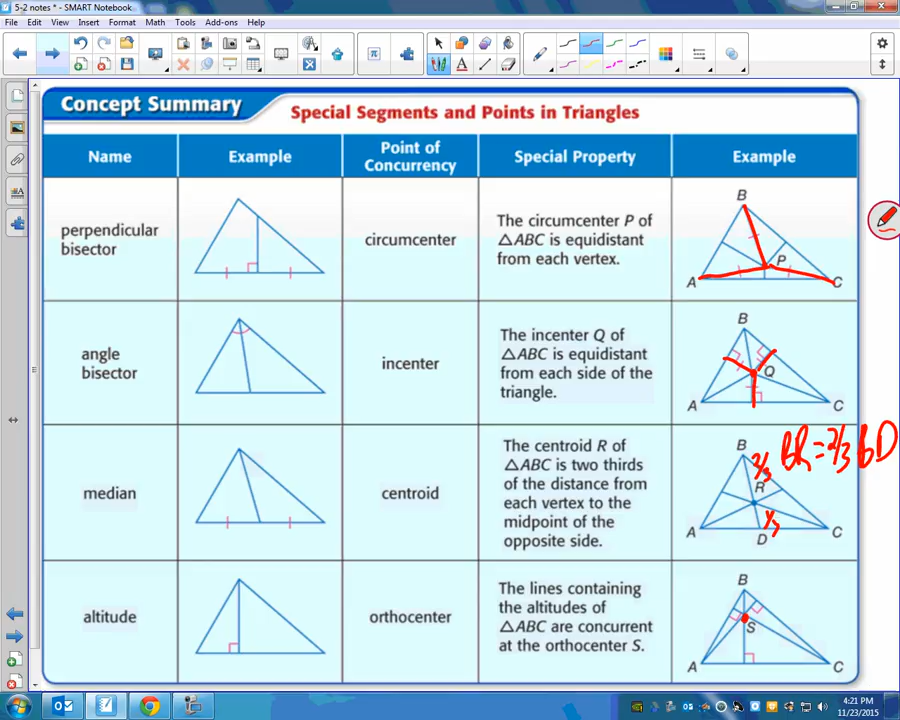 5-2 notes * - SMART Notebook
File Edit View Insert Format Math Tools Add-ons Help
Concept Summary
Special Segments and Points in Triangles
Name Example Point of Concurrency Special Property Example
perpendicular
bisector
circumcenter
The circumcenter P of
△ABC is equidistant
from each vertex.
B
P
A C
angle
bisector
incenter
The incenter Q of
△ABC is equidistant
from each side of the
triangle.
B
Q
A C
median
centroid
The centroid R of
△ABC is two thirds
of the distance from
each vertex to the
midpoint of the
opposite side.
B
2/3 BR=2/3 BD
R
1/3
A D C
altitude
orthocenter
The lines containing
the altitudes of
△ABC are concurrent
at the orthocenter S.
B
S
A C
4:21 PM
11/23/2015